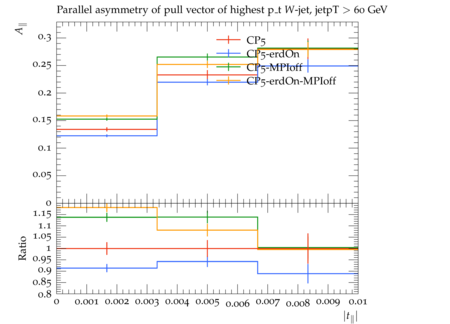 Parallel asymmetry of pull vector of highest p_t W-jet, jetpT > 60 GeV
A∥
0.3
0.25
0.2
0.15
0.1
0.05
0
CP5
CP5-erdOn
CP5-MPIoff
CP5-erdOn-MPIoff
Ratio
1.15
1.1
1.05
1
0.95
0.9
0.85
0.8
0 0.001 0.002 0.003 0.004 0.005 0.006 0.007 0.008 0.009 0.01
|t∥|